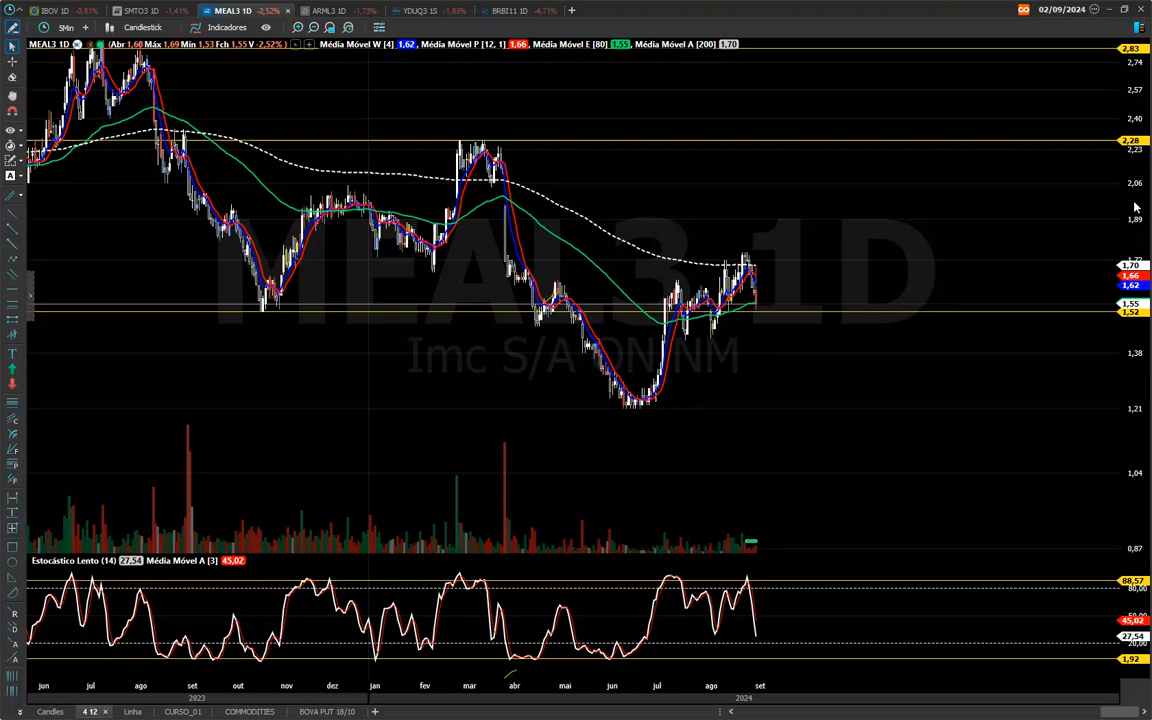 IBOV 1D -0,81% SMTO3 1D -1,41% MEAL3 1D -2,52% × ARML3 1D -1,73% YDUQ3 1S -1,83% BRBI11 1D -4,71% +
GO 02/09/2024
5Min + Candlestick Indicadores
MEAL3 1D (Abr 1,60 Máx 1,69 Min 1,53 Fch 1,55 V -2,52% ) Média Móvel W [4] 1,62 , Média Móvel P [12, 1] 1,66 , Média Móvel E [80] 1,55 , Média Móvel A [200] 1,70
2,83
2,74
2,57
2,40
2,28
2,23
2,06
1,89
1,72
1,70
1,66
1,62
1,55
1,52
1,38
1,21
1,04
0,87
MEAL3 1D
Imc S/A ON NM
Estocástico Lento (14) 27,54 Média Móvel A [3] 45,02
88,57
80,00
45,02
27,54
20,00
1,92
jun jul ago set out nov dez jan fev mar abr mai jun jul ago set
2023 2024
Candles 4 12 × Linha CURSO_01 COMMODITIES BOVA PUT 18/10 +